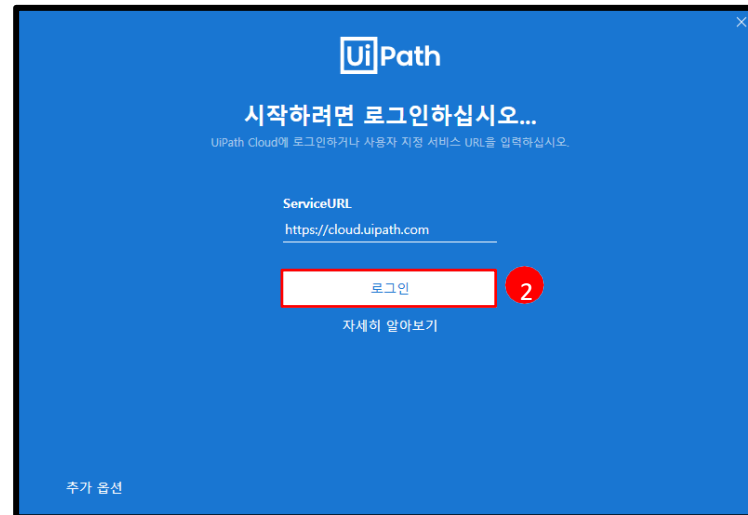 UiPath
시작하려면 로그인하십시오...
UiPath Cloud에 로그인하거나 사용자 지정 서비스 URL을 입력하십시오.
ServiceURL
https://cloud.uipath.com
로그인
2
자세히 알아보기
추가 옵션